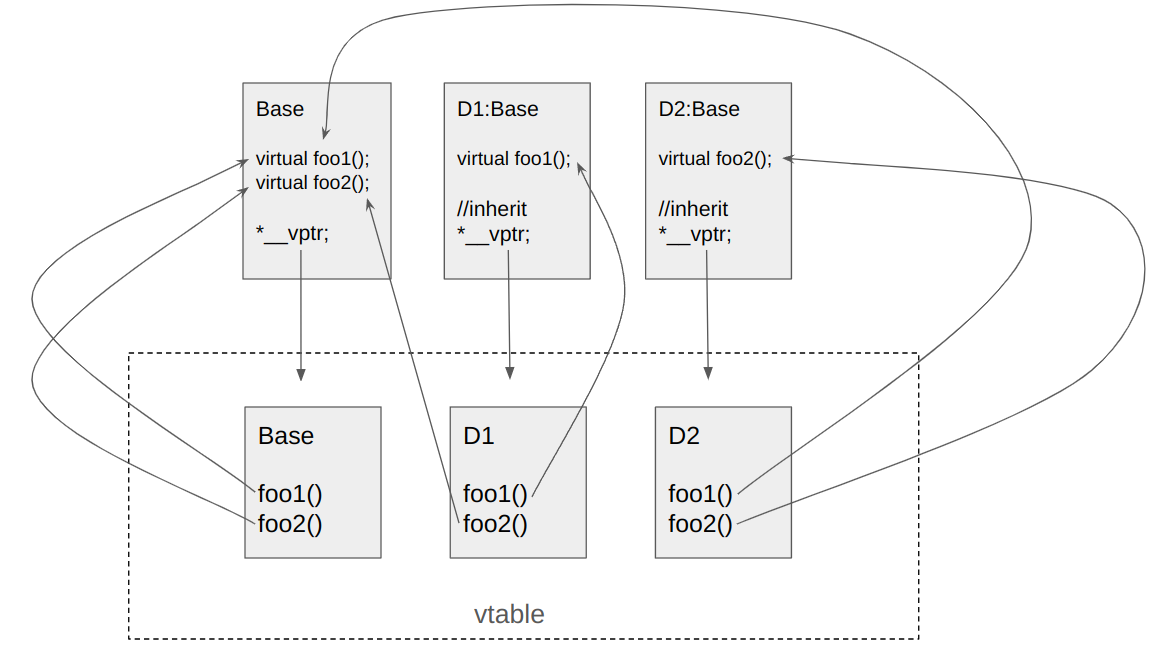 Base
virtual foo1();
virtual foo2();
*__vptr;
D1:Base
virtual foo1();
//inherit
*__vptr;
D2:Base
virtual foo2();
//inherit
*__vptr;
Base
foo1()
foo2()
D1
foo1()
foo2()
D2
foo1()
foo2()
vtable